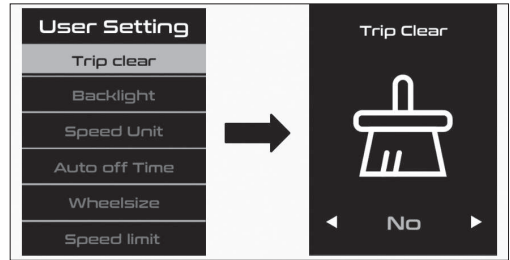 User Setting
Trip clear
Backlight
Speed Unit
Auto off Time
Wheelsize
Speed limit
Trip Clear
No